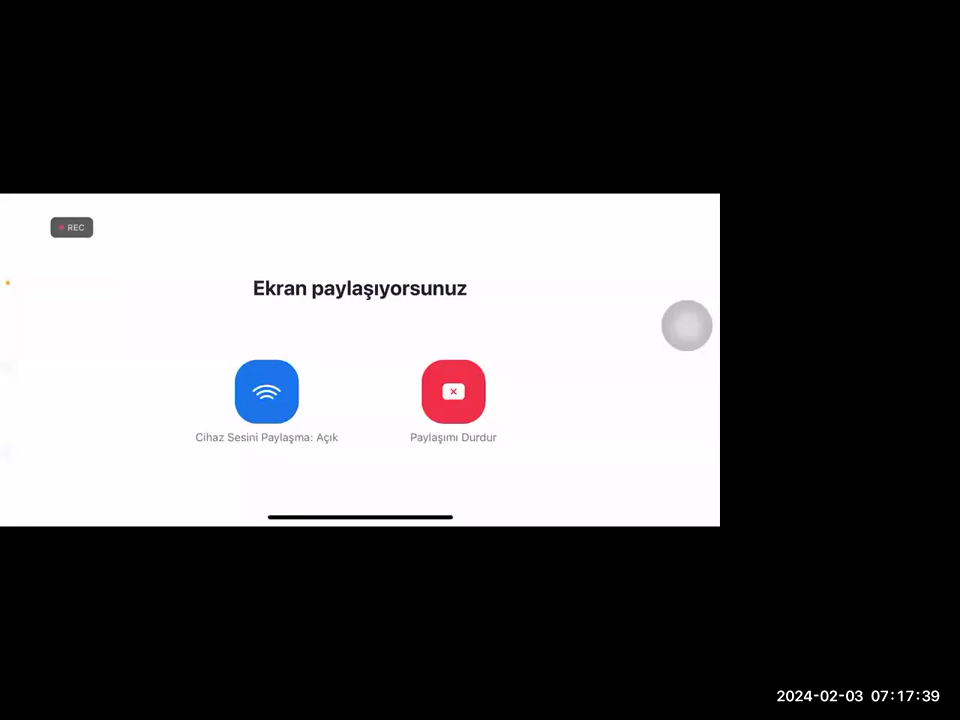 REC
Ekran paylaşıyorsunuz
Cihaz Sesini Paylaşma: Açık
Paylaşımı Durdur
2024-02-03 07:17:39